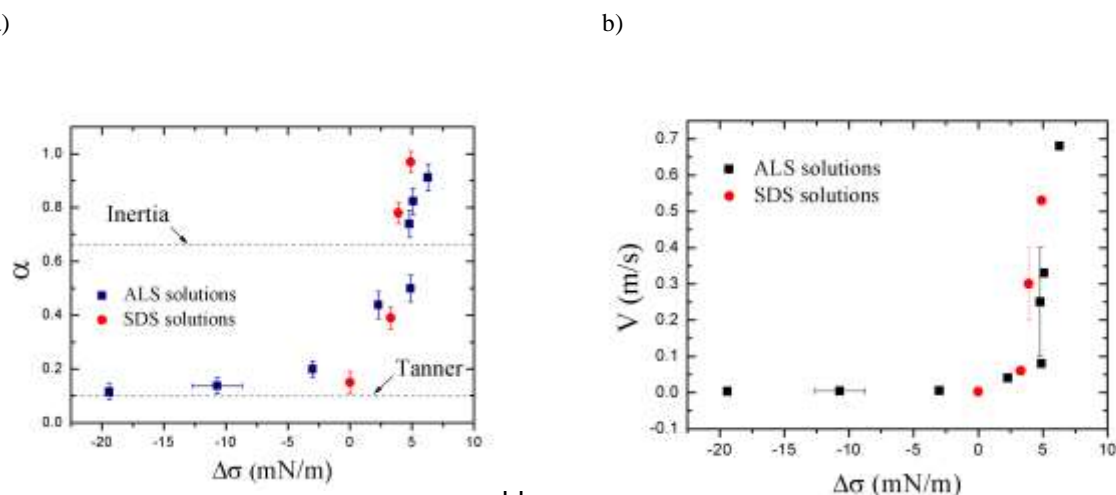 )
b)
1.0
0.8
0.6
0.4
0.2
0.0
α
Inertia
ALS solutions
SDS solutions
Tanner
-20 -15 -10 -5 0 5 10
Δσ (mN/m)
0.7
0.6
0.5
0.4
0.3
0.2
0.1
0.0
-0.1
V (m/s)
ALS solutions
SDS solutions
-20 -15 -10 -5 0 5 10
Δσ (mN/m)